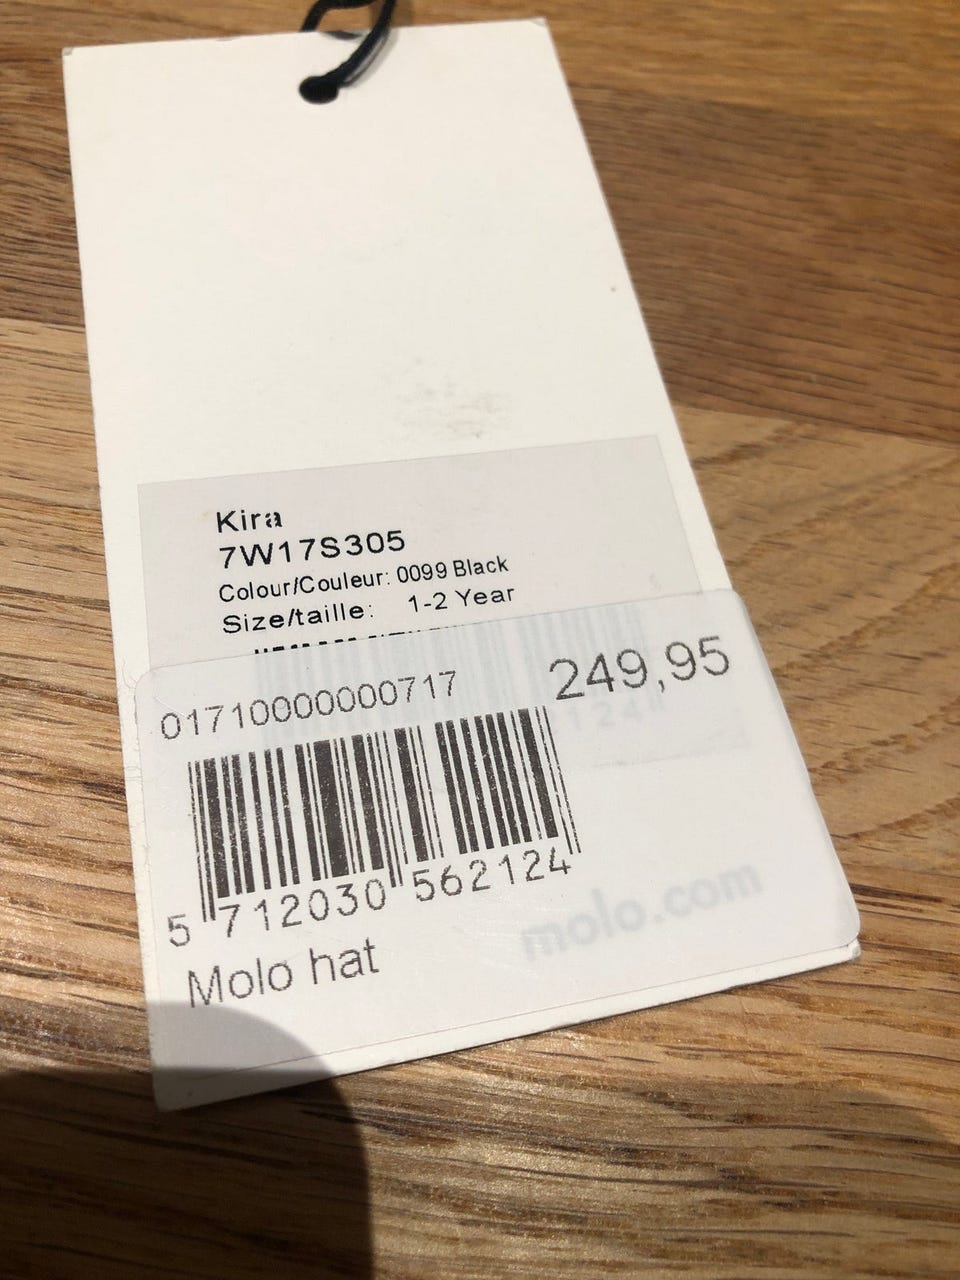 Kira
7W17S305
Colour/Couleur: 0099 Black
Size/taille: 1-2 Year
01710000000717 249,95
5 712030 562124
molo.com
Molo hat